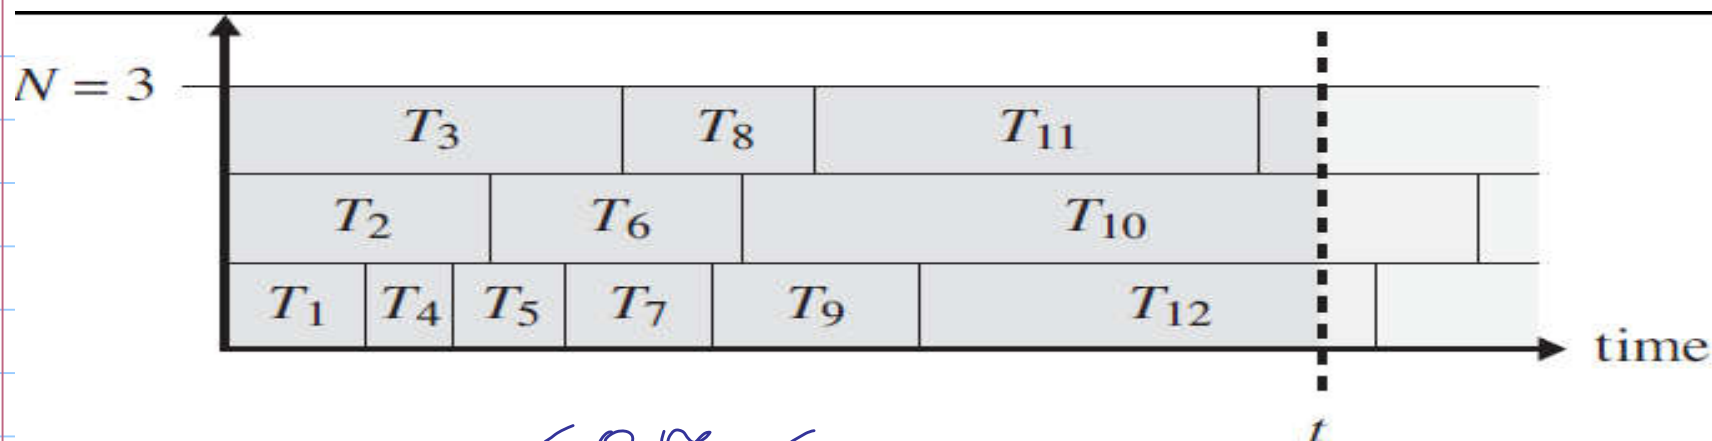 N = 3
T₃ T₈ T₁₁
T₂ T₆ T₁₀
T₁ T₄ T₅ T₇ T₉ T₁₂
time
t